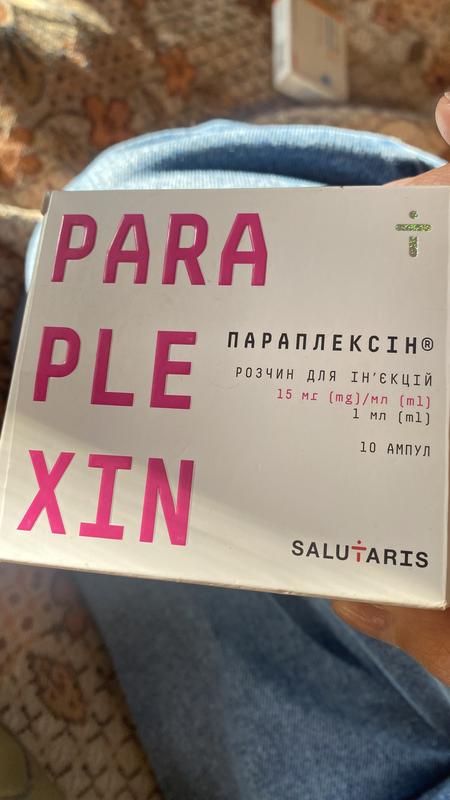 PARA
PLE
XIN
ПАРАПЛЕКСІН®
РОЗЧИН ДЛЯ ІН'ЄКЦІЙ
15 мг (mg)/мл (ml)
1 мл (ml)
10 АМПУЛ
SALUTARIS